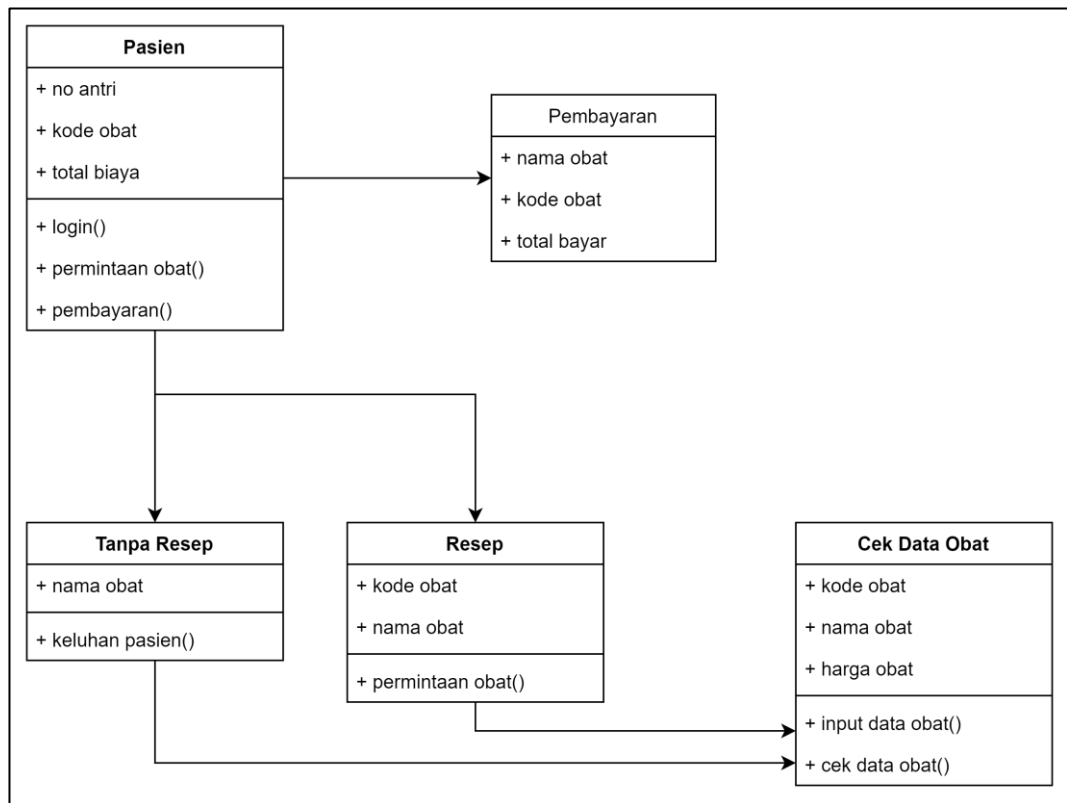 Pasien
+ no antri
+ kode obat
+ total biaya
+ login()
+ permintaan obat()
+ pembayaran()
Pembayaran
+ nama obat
+ kode obat
+ total bayar
Tanpa Resep
+ nama obat
+ keluhan pasien()
Resep
+ kode obat
+ nama obat
+ permintaan obat()
Cek Data Obat
+ kode obat
+ nama obat
+ harga obat
+ input data obat()
+ cek data obat()